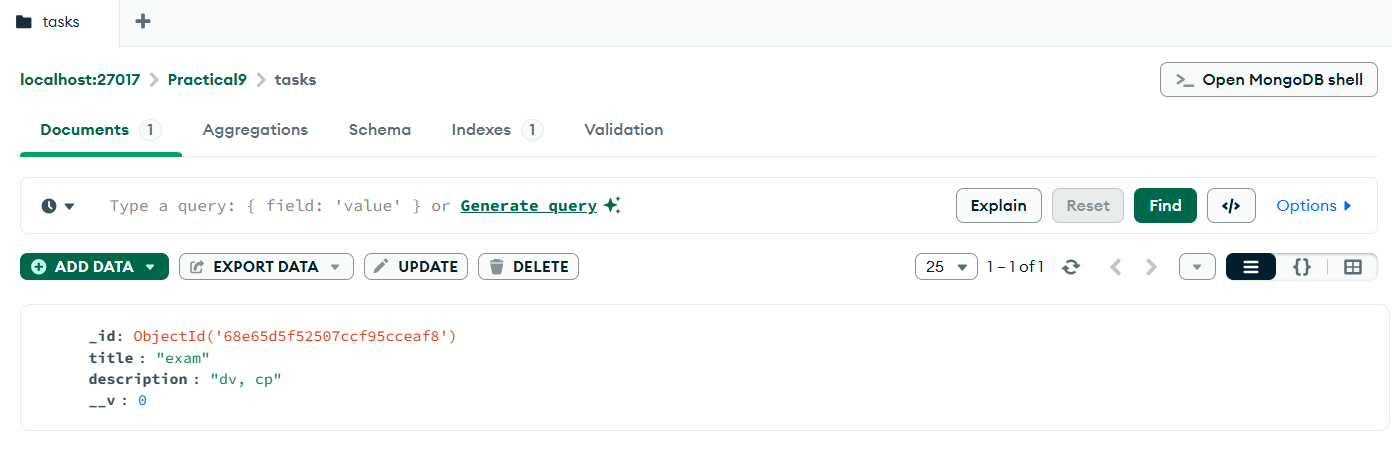 tasks
localhost:27017 Practical9 tasks
>_ Open MongoDB shell
Documents 1 Aggregations Schema Indexes 1 Validation
Type a query: { field: 'value' } or Generate query Explain Reset Find </> Options
ADD DATA EXPORT DATA UPDATE DELETE 25 1 – 1 of 1 {}
_id: ObjectId('68e65d5f52507ccf95cceaf8')
title : "exam"
description : "dv, cp"
__v : 0